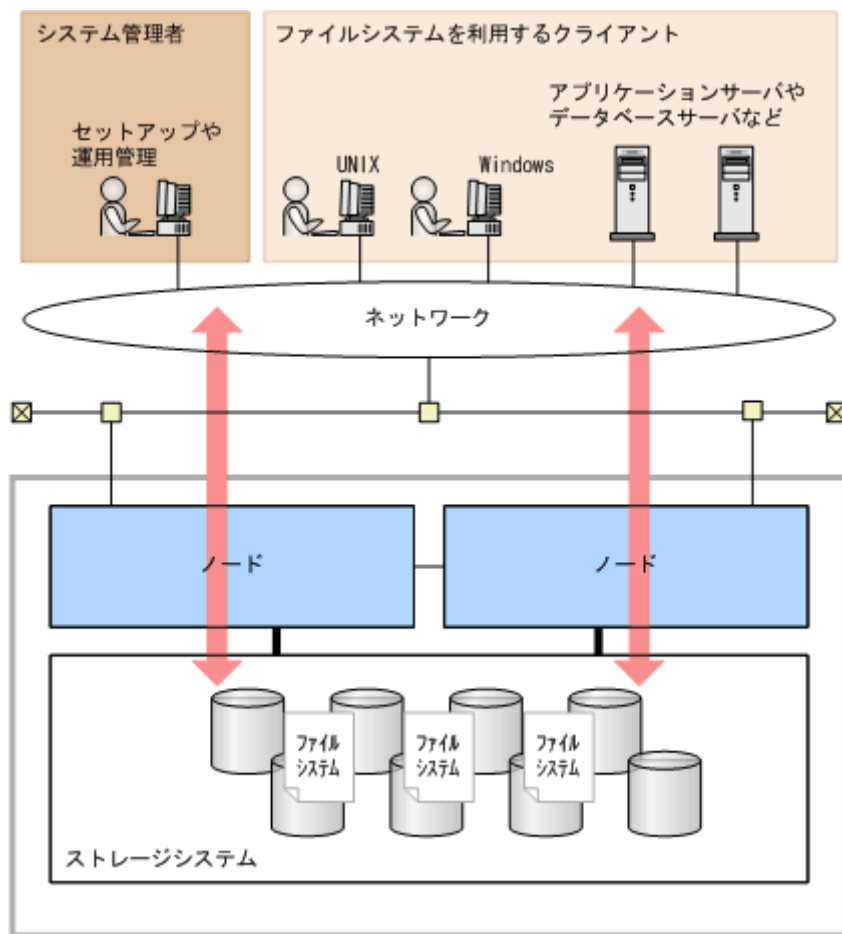 システム管理者
ファイルシステムを利用するクライアント
セットアップや
運用管理
UNIX
Windows
アプリケーションサーバや
データベースサーバなど
ネットワーク
ノード
ノード
ファイル
システム
ファイル
システム
ファイル
システム
ストレージシステム